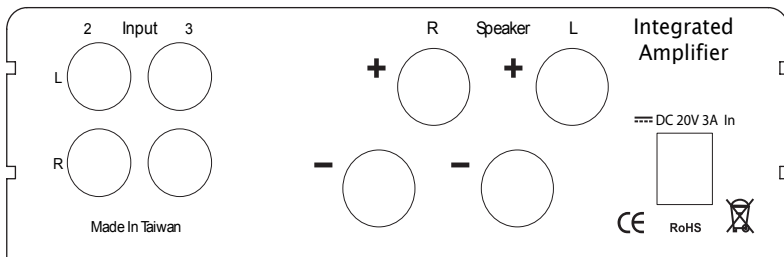 2 Input 3
R Speaker L
Integrated
Amplifier
L
+ +
DC 20V 3A In
R
- -
Made In Taiwan
CE RoHS